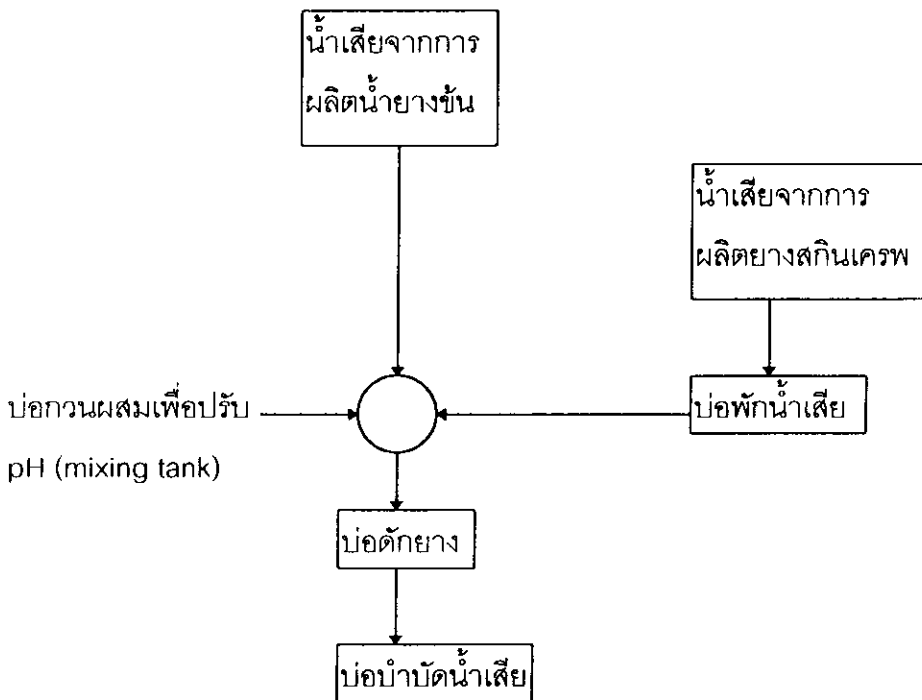 น้ำเสียจากการ
ผลิตน้ำยางข้น
น้ำเสียจากการ
ผลิตยางสกินเครพ
บ่อกวนผสมเพื่อปรับ
pH (mixing tank)
บ่อพักน้ำเสีย
บ่อดักยาง
บ่อบำบัดน้ำเสีย